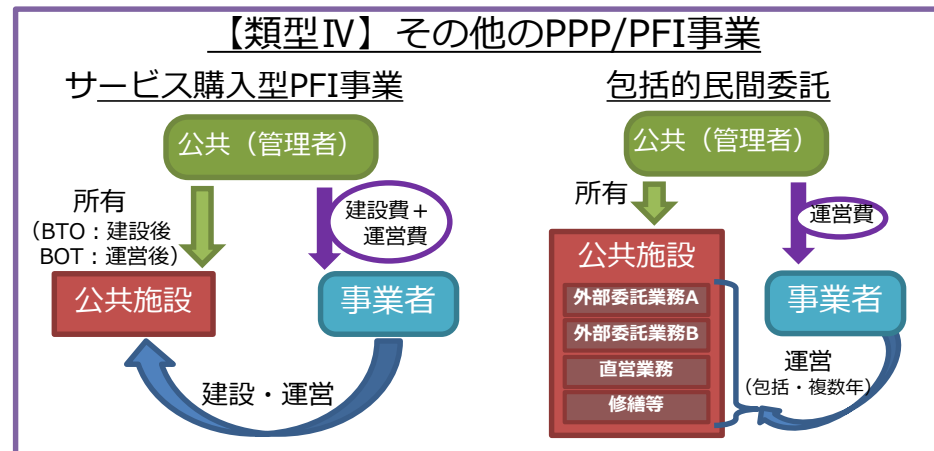 【類型Ⅳ】その他のPPP/PFI事業
サービス購入型PFI事業
公共（管理者）
所有
（BTO：建設後
BOT：運営後）
建設費＋
運営費
公共施設
事業者
建設・運営
包括的民間委託
公共（管理者）
所有
運営費
公共施設
外部委託業務A
外部委託業務B
直営業務
修繕等
事業者
運営
（包括・複数年）